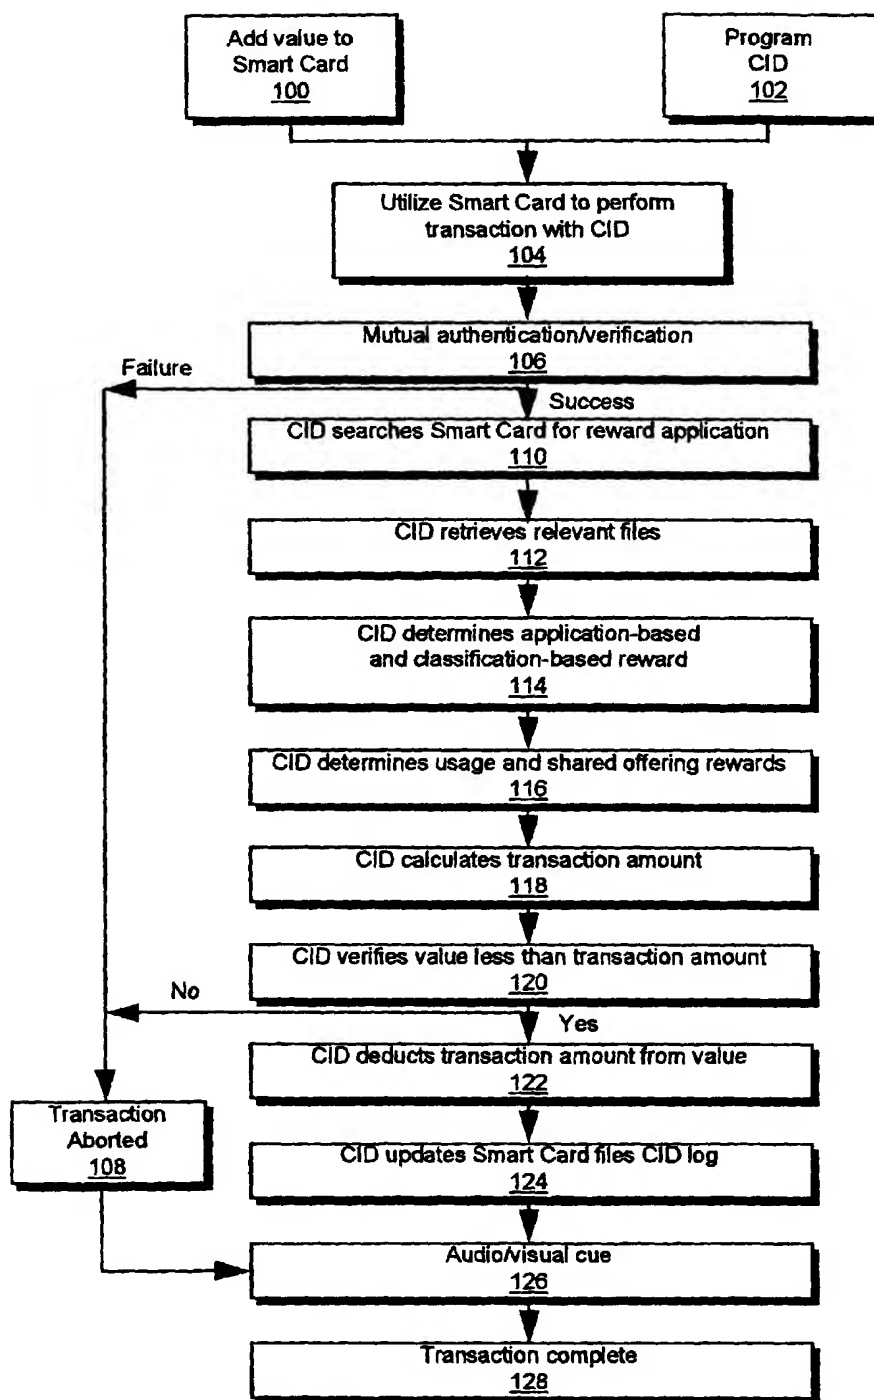 Add value to
Smart Card
100
Program
CID
102
Utilize Smart Card to perform
transaction with CID
104
Mutual authentication/verification
106
Failure
Success
CID searches Smart Card for reward application
110
CID retrieves relevant files
112
CID determines application-based
and classification-based reward
114
CID determines usage and shared offering rewards
116
CID calculates transaction amount
118
CID verifies value less than transaction amount
120
No
Yes
CID deducts transaction amount from value
122
Transaction
Aborted
108
CID updates Smart Card files CID log
124
Audio/visual cue
126
Transaction complete
128